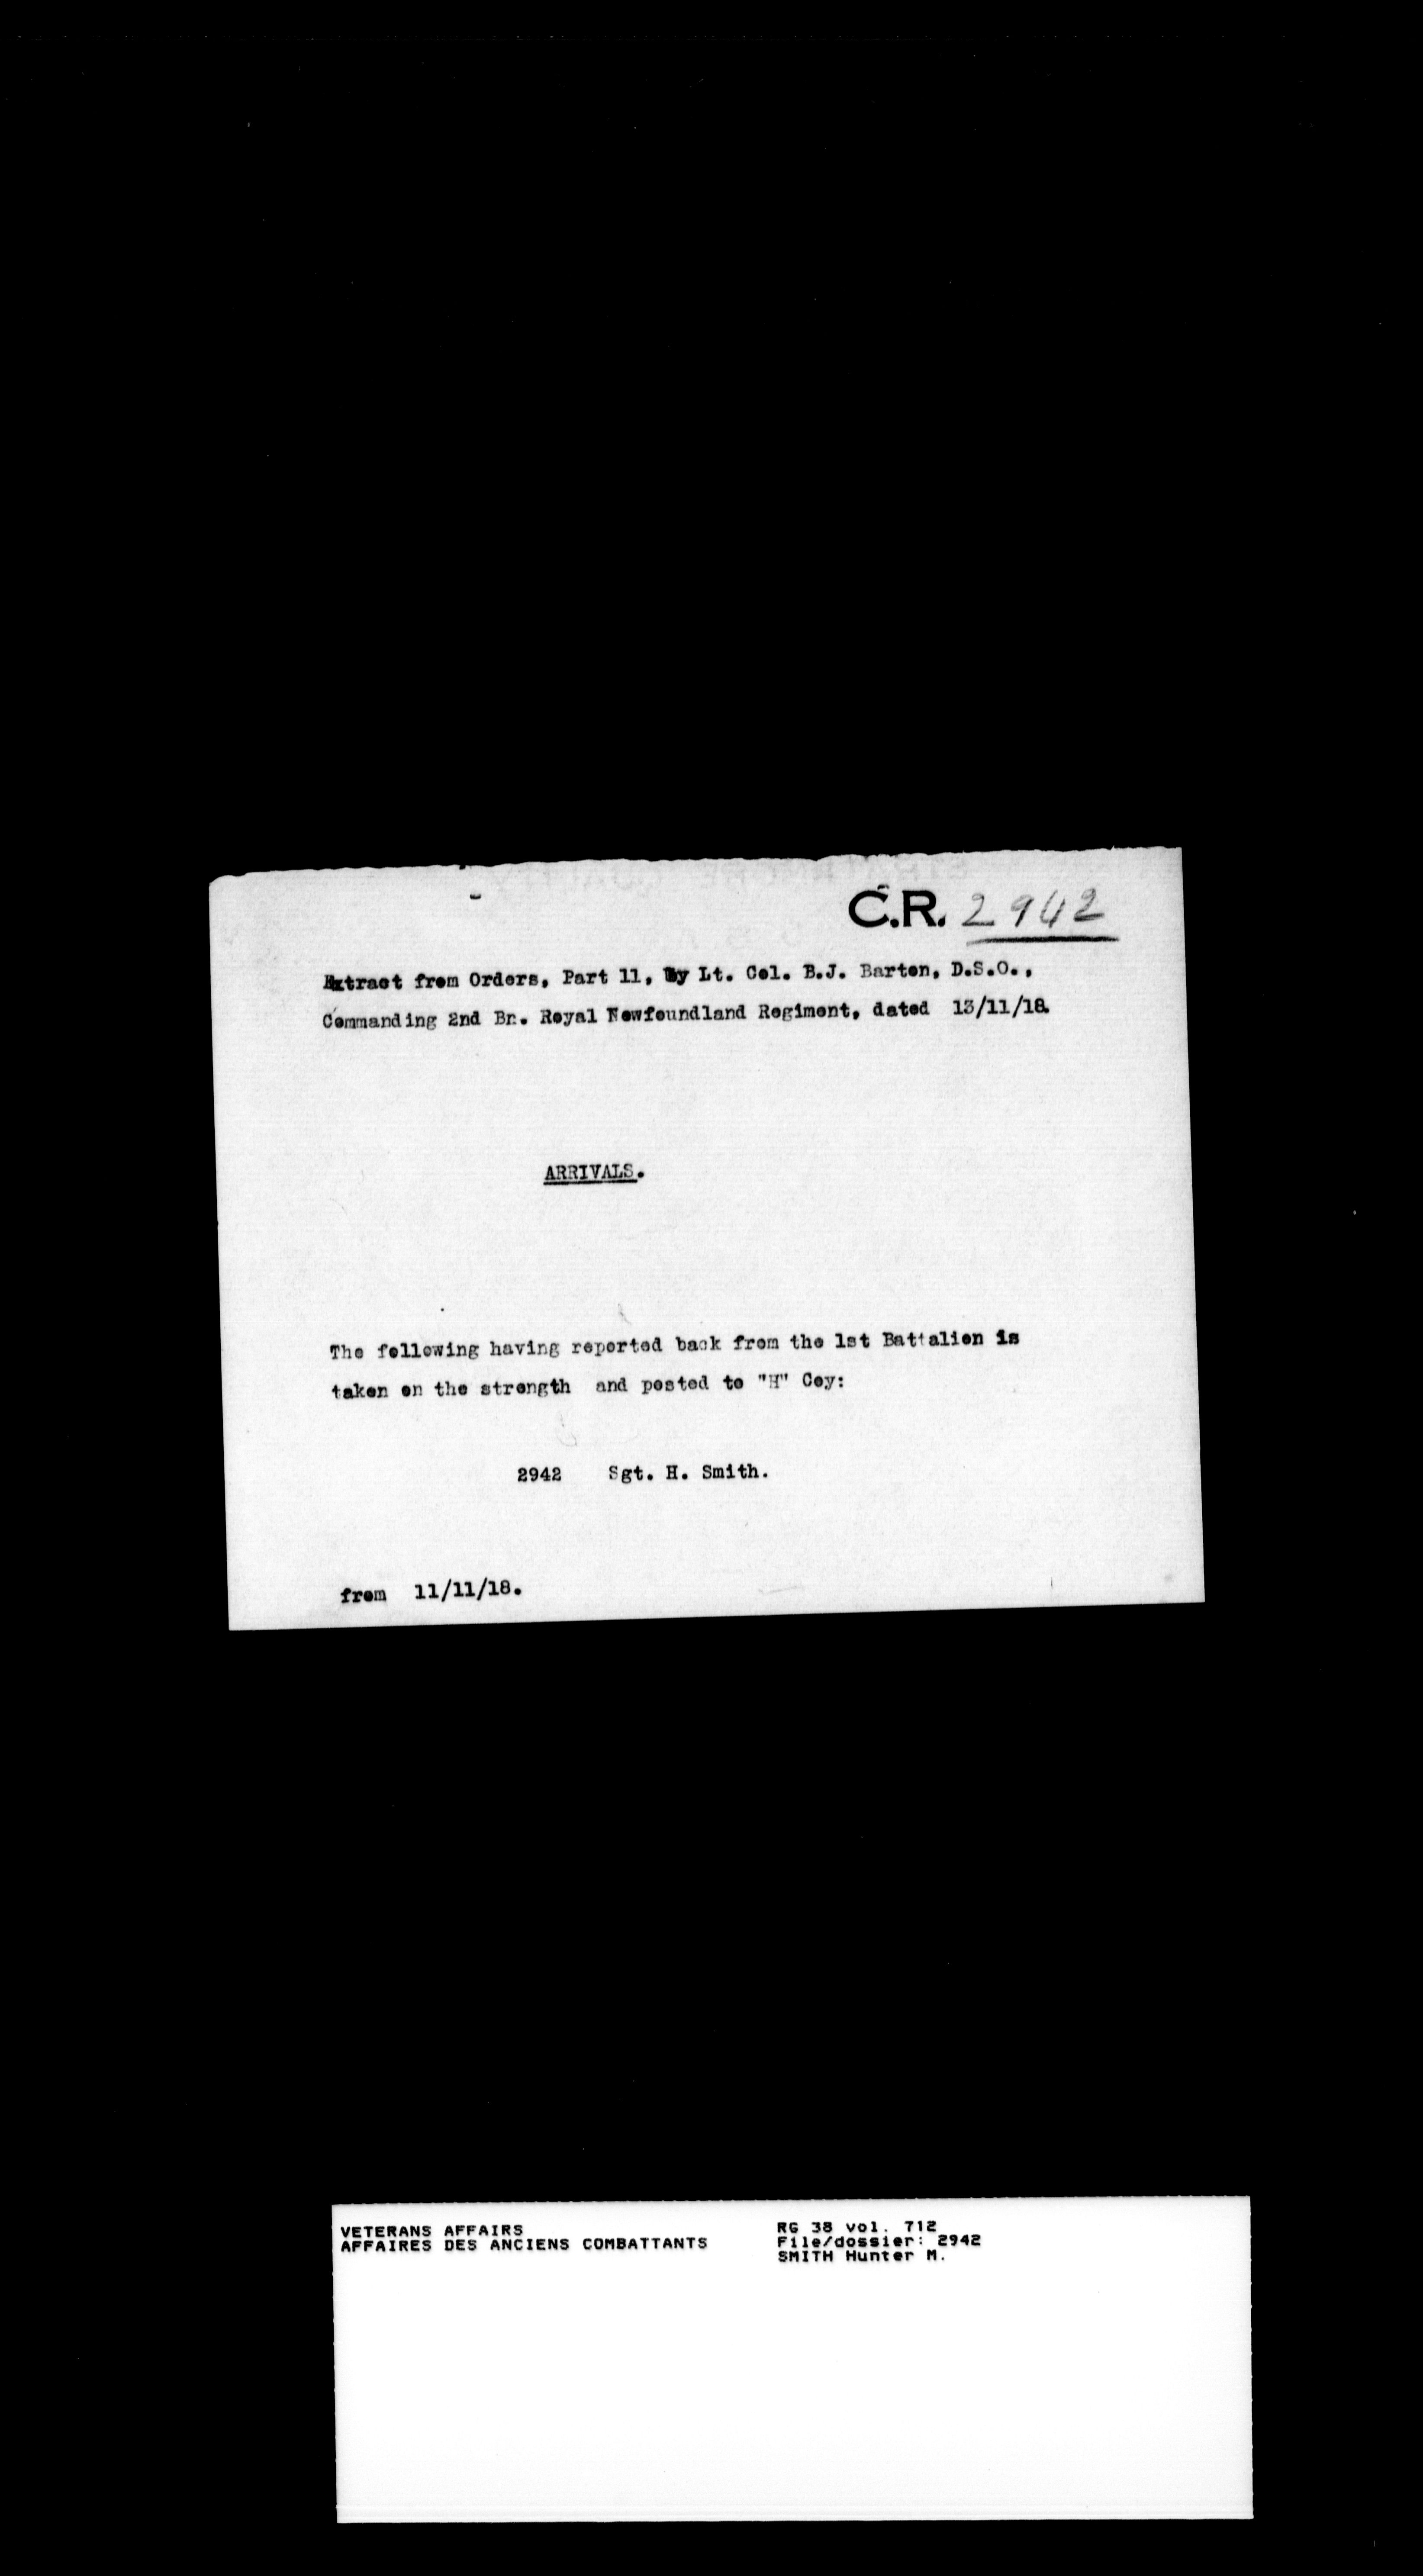 C.R. 2942
Extract from Orders, Part 11, by Lt. Col. B.J. Barton, D.S.O.,
Commanding 2nd Bn. Royal Newfoundland Regiment, dated 13/11/18.
ARRIVALS.
The following having reported back from the 1st Battalion is
taken on the strength and posted to "H" Coy:
2942 Sgt. H. Smith.
from 11/11/18.
VETERANS AFFAIRS
AFFAIRES DES ANCIENS COMBATTANTS
RG 38 vol. 712
File/dossier: 2942
SMITH Hunter M.